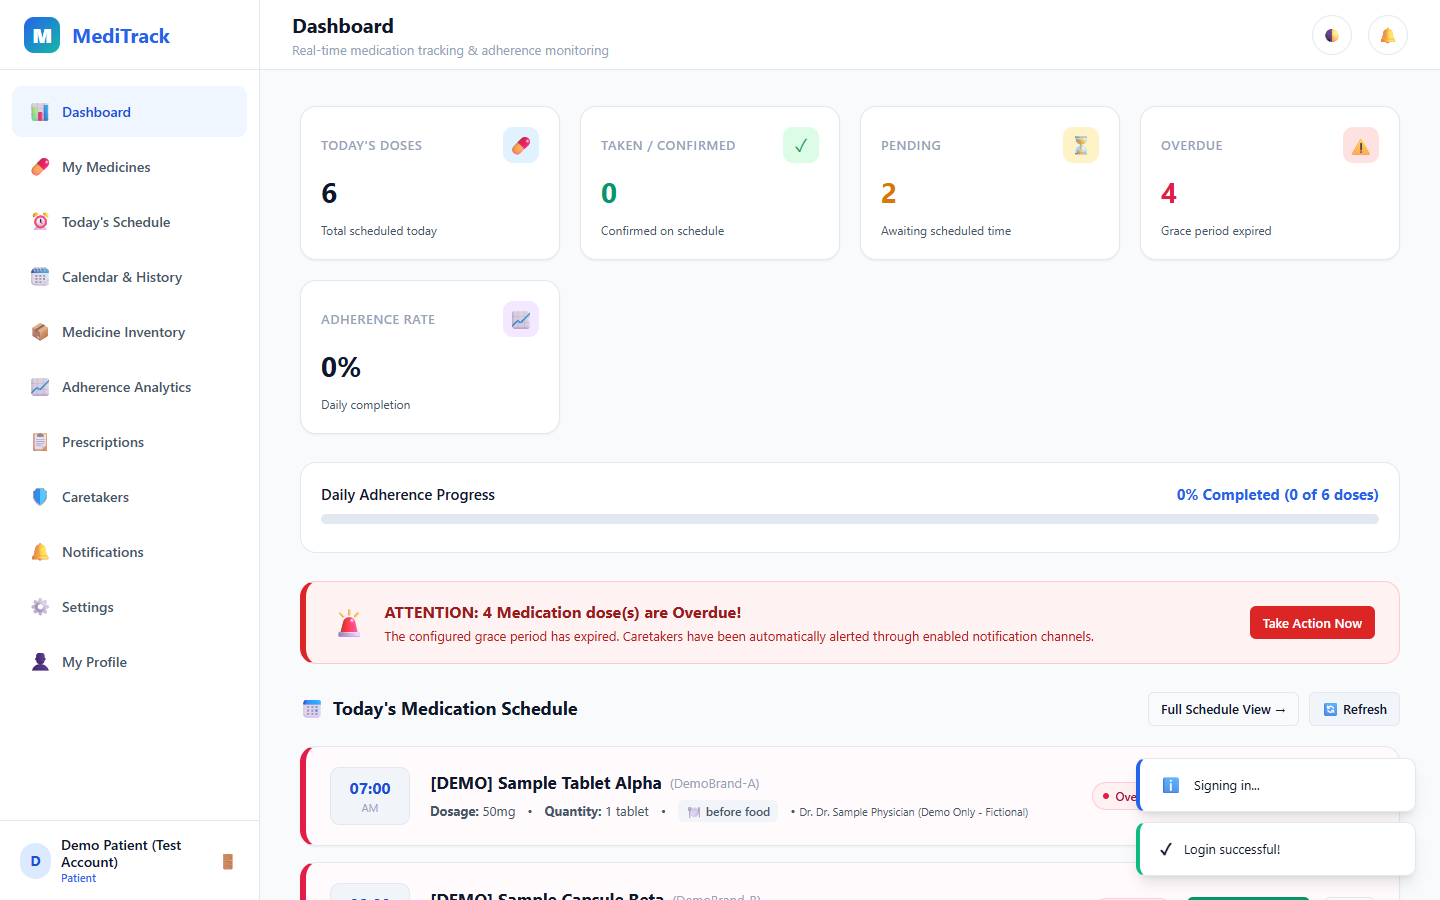 M MediTrack
Dashboard
My Medicines
Today's Schedule
Calendar & History
Medicine Inventory
Adherence Analytics
Prescriptions
Caretakers
Notifications
Settings
My Profile
D
Demo Patient (Test
Account)
Patient
Dashboard
Real-time medication tracking & adherence monitoring
TODAY'S DOSES
6
Total scheduled today
TAKEN / CONFIRMED
0
Confirmed on schedule
PENDING
2
Awaiting scheduled time
OVERDUE
4
Grace period expired
ADHERENCE RATE
0%
Daily completion
Daily Adherence Progress
0% Completed (0 of 6 doses)
ATTENTION: 4 Medication dose(s) are Overdue!
The configured grace period has expired. Caretakers have been automatically alerted through enabled notification channels.
Take Action Now
Today's Medication Schedule
Full Schedule View →
Refresh
07:00
AM
[DEMO] Sample Tablet Alpha (DemoBrand-A)
Dosage: 50mg • Quantity: 1 tablet • before food • Dr. Dr. Sample Physician (Demo Only - Fictional)
Ove
Signing in...
Login successful!
[DEMO] Sample Capsule Beta (DemoBrand-B)